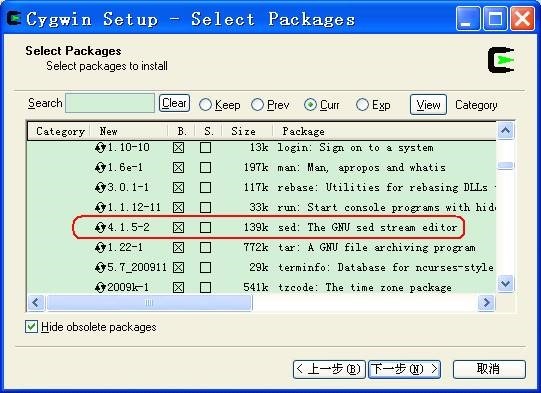 Cygwin Setup - Select Packages
Select Packages
Select packages to install
Search Clear Keep Prev Curr Exp View Category
Category New B. S. Size Package
1.10-10 13k login: Sign on to a system
1.6e-1 197k man: Man, apropos and whatis
3.0.1-1 117k rebase: Utilities for rebasing DLLs
1.1.12-11 33k run: Start console programs with hidd
4.1.5-2 139k sed: The GNU sed stream editor
1.22-1 772k tar: A GNU file archiving program
5.7_200911 29k terminfo: Database for ncurses-style
2009k-1 541k tzcode: The time zone package
Hide obsolete packages
< 上一步(B) 下一步(N) > 取消